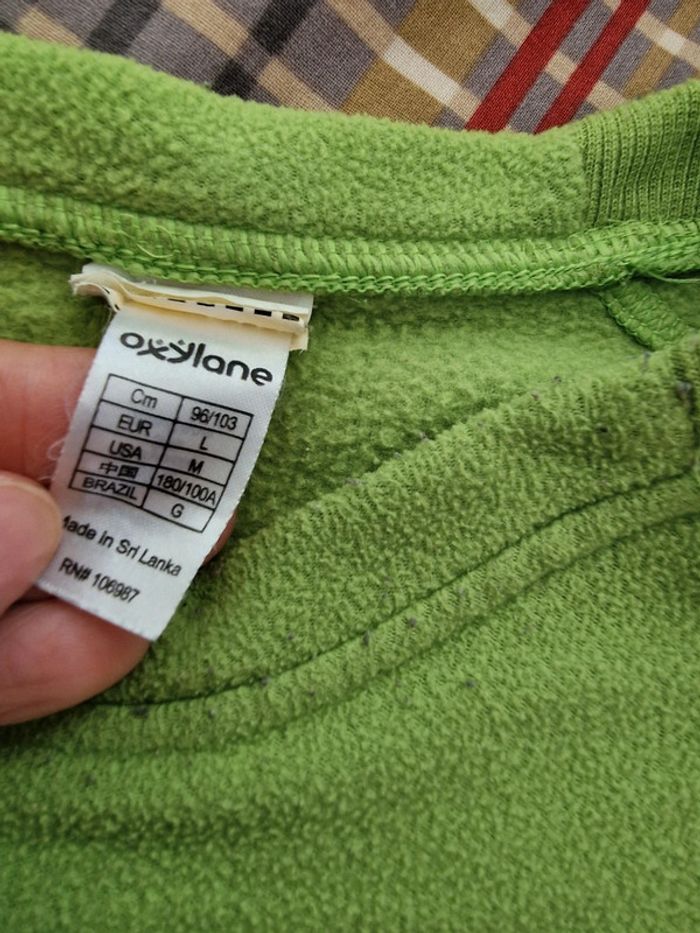 oxylane
Cm 96/103
EUR L
USA M
中国 180/100A
BRAZIL G
Made in Sri Lanka
RN# 106987